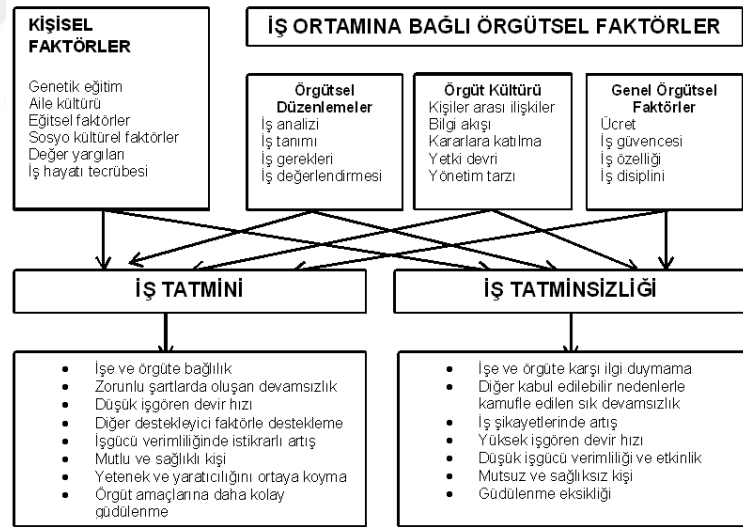 KİŞİSEL
FAKTÖRLER
Genetik eğitim
Aile kültürü
Eğitsel faktörler
Sosyo kültürel faktörler
Değer yargıları
İş hayatı tecrübesi
İŞ ORTAMINA BAĞLI ÖRGÜTSEL FAKTÖRLER
Örgütsel
Düzenlemeler
İş analizi
İş tanımı
İş gerekleri
İş değerlendirmesi
Örgüt Kültürü
Kişiler arası ilişkiler
Bilgi akışı
Kararlara katılma
Yetki devri
Yönetim tarzı
Genel Örgütsel
Faktörler
Ücret
İş güvencesi
İş özelliği
İş disiplini
İŞ TATMİNİ
İŞ TATMİNSİZLİĞİ
• İşe ve örgüte bağlılık
• Zorunlu şartlarda oluşan devamsızlık
• Düşük işgören devir hızı
• Diğer destekleyici faktörle destekleme
• İşgücü verimliliğinde istikrarlı artış
• Mutlu ve sağlıklı kişi
• Yetenek ve yaratıcılığını ortaya koyma
• Örgüt amaçlarına daha kolay
güdülenme
• İşe ve örgüte karşı ilgi duymama
• Diğer kabul edilebilir nedenlerle
kamufle edilen sık devamsızlık
• İş şikayetlerinde artış
• Yüksek işgören devir hızı
• Düşük işgücü verimliliği ve etkinlik
• Mutsuz ve sağlıksız kişi
• Güdülenme eksikliği